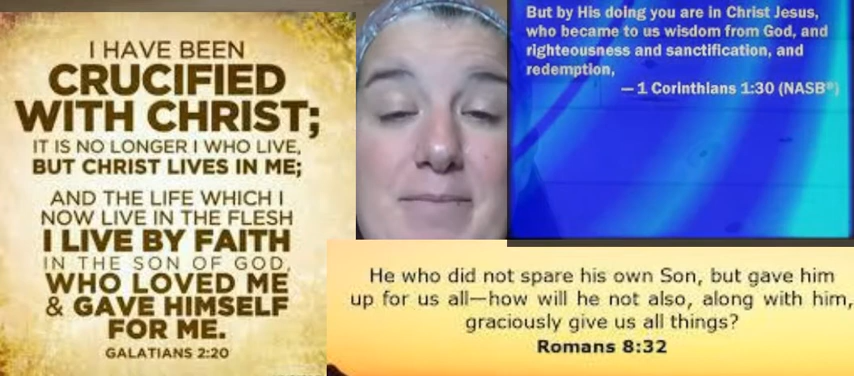 I HAVE BEEN
CRUCIFIED
WITH CHRIST;
IT IS NO LONGER I WHO LIVE,
BUT CHRIST LIVES IN ME;
AND THE LIFE WHICH I
NOW LIVE IN THE FLESH
I LIVE BY FAITH
IN THE SON OF GOD,
WHO LOVED ME
& GAVE HIMSELF
FOR ME.
GALATIANS 2:20
But by His doing you are in Christ Jesus,
who became to us wisdom from God, and
righteousness and sanctification, and
redemption,
— 1 Corinthians 1:30 (NASB®)
He who did not spare his own Son, but gave him
up for us all—how will he not also, along with him,
graciously give us all things?
Romans 8:32